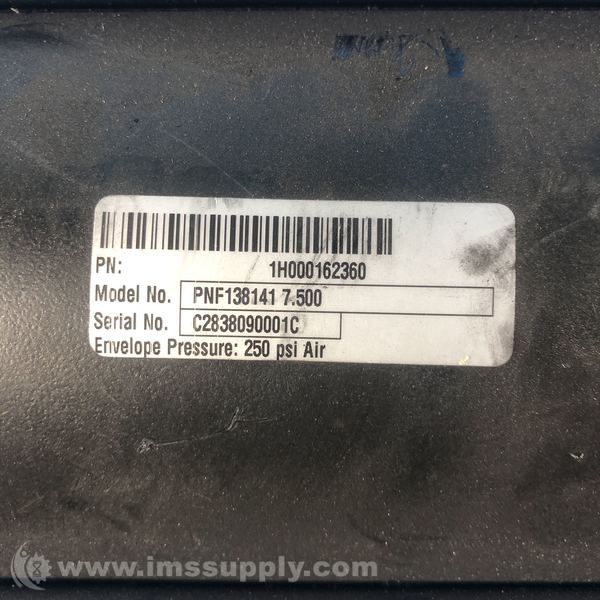 PN: 1H000162360
Model No. PNF138141 7.500
Serial No. C2838090001C
Envelope Pressure: 250 psi Air
www.imssupply.com